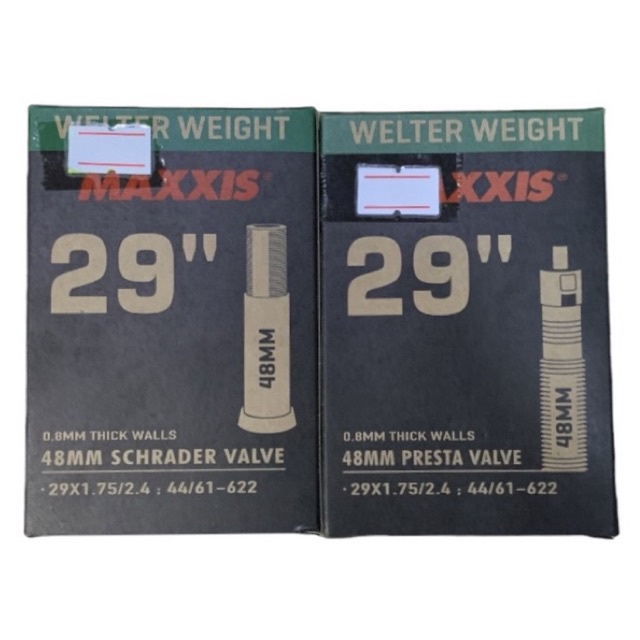 WELTER WEIGHT
MAXXIS®
29"
48MM
0.8MM THICK WALLS
48MM SCHRADER VALVE
·29X1.75/2.4 ; 44/61-622
WELTER WEIGHT
MAXXIS®
29"
48MM
0.8MM THICK WALLS
48MM PRESTA VALVE
·29X1.75/2.4 ; 44/61-622